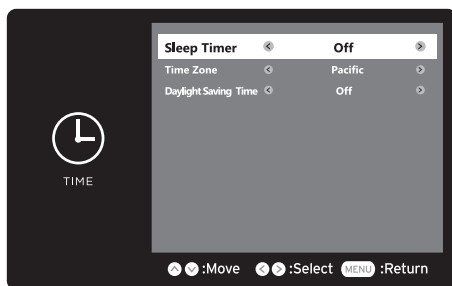 Sleep Timer Off
Time Zone Pacific
Daylight Saving Time Off
TIME
:Move :Select MENU :Return